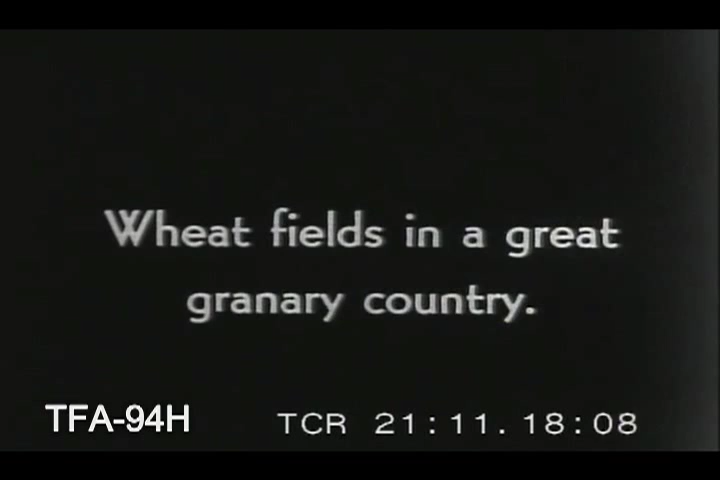 Wheat fields in a great
granary country.
TFA-94H
TCR 21:11.18:08